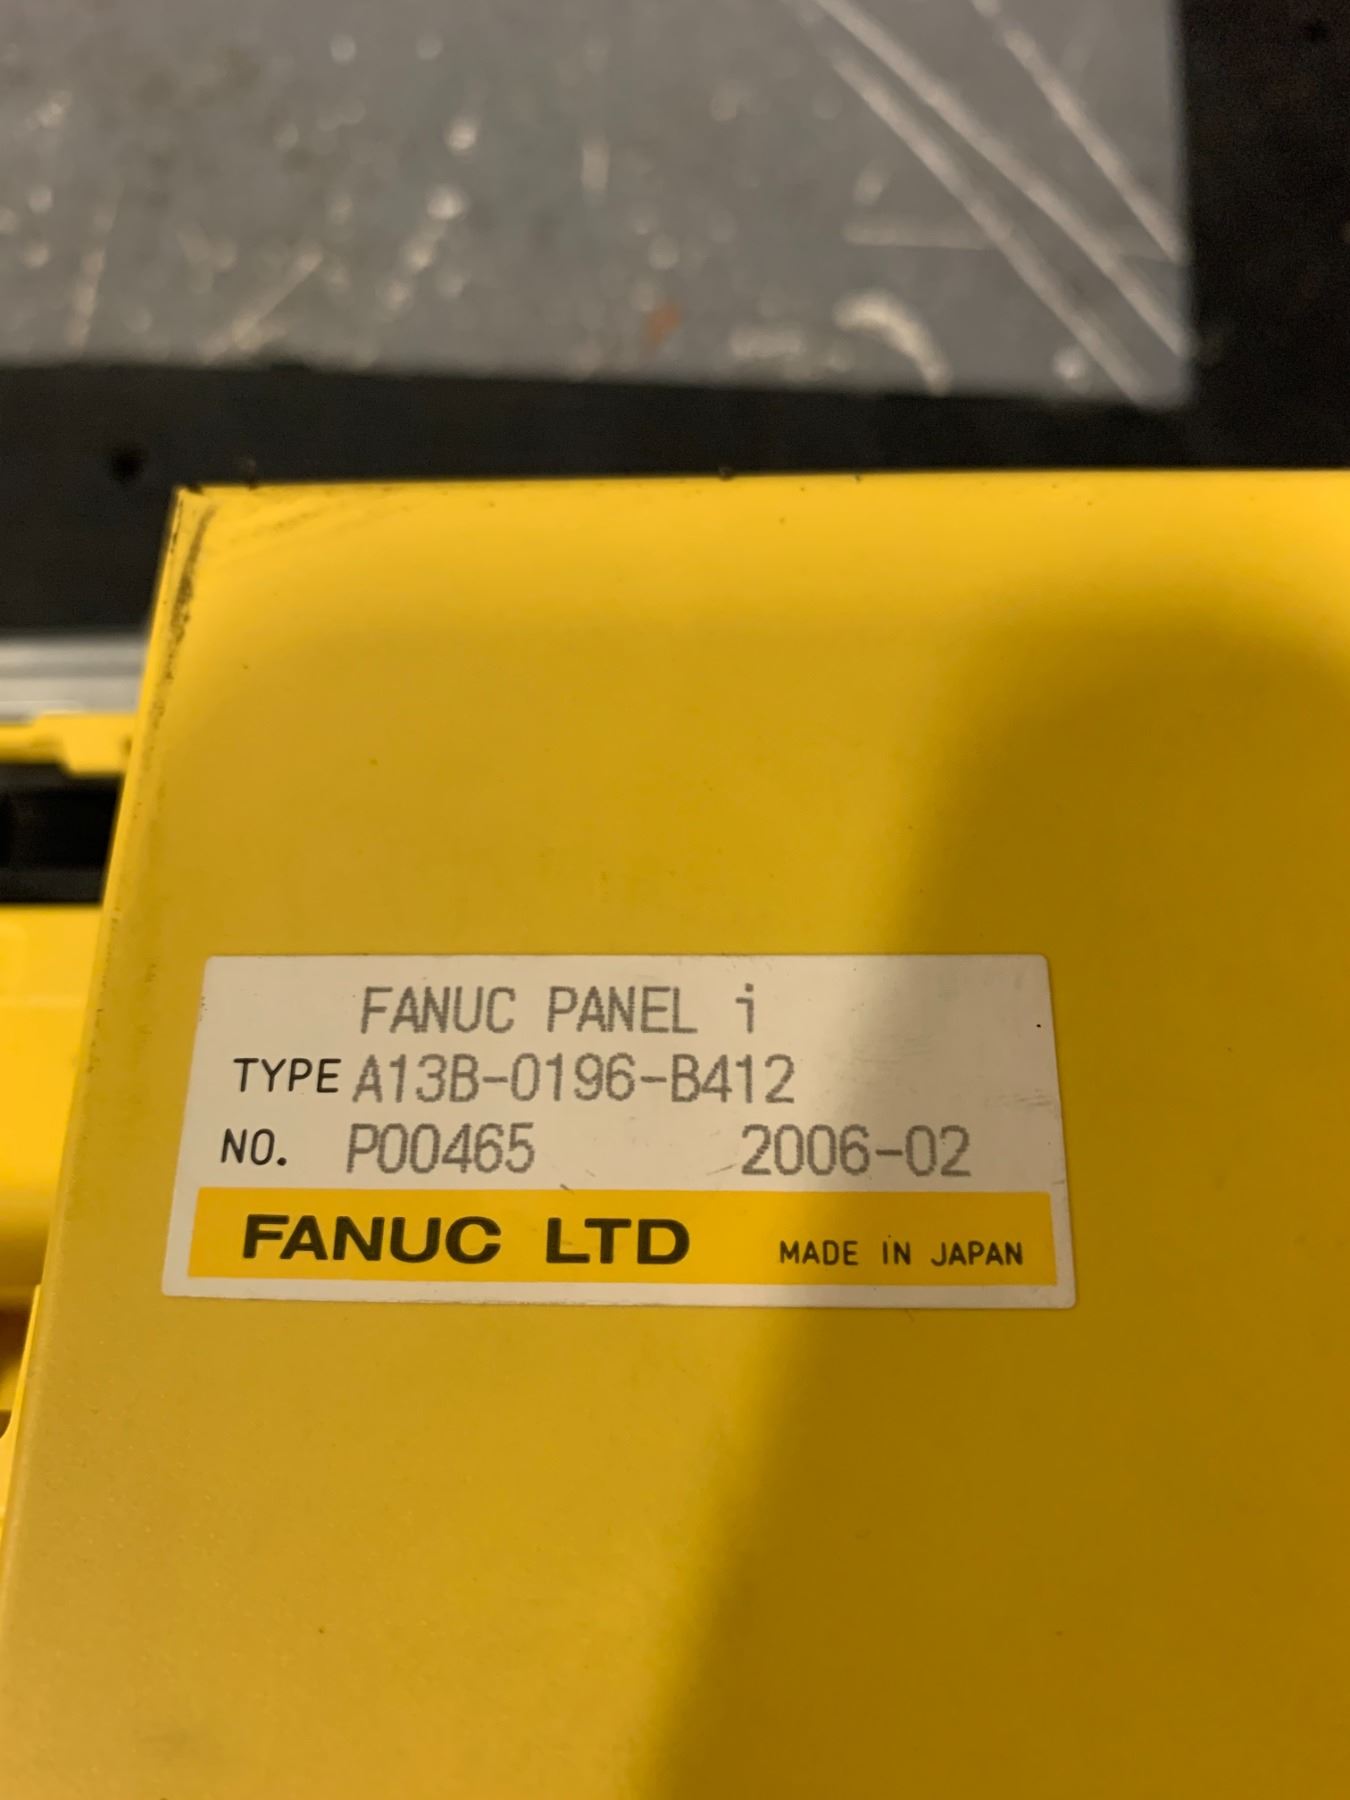 FANUC PANEL i
TYPE A13B-0196-B412
NO. P00465 2006-02
FANUC LTD MADE IN JAPAN